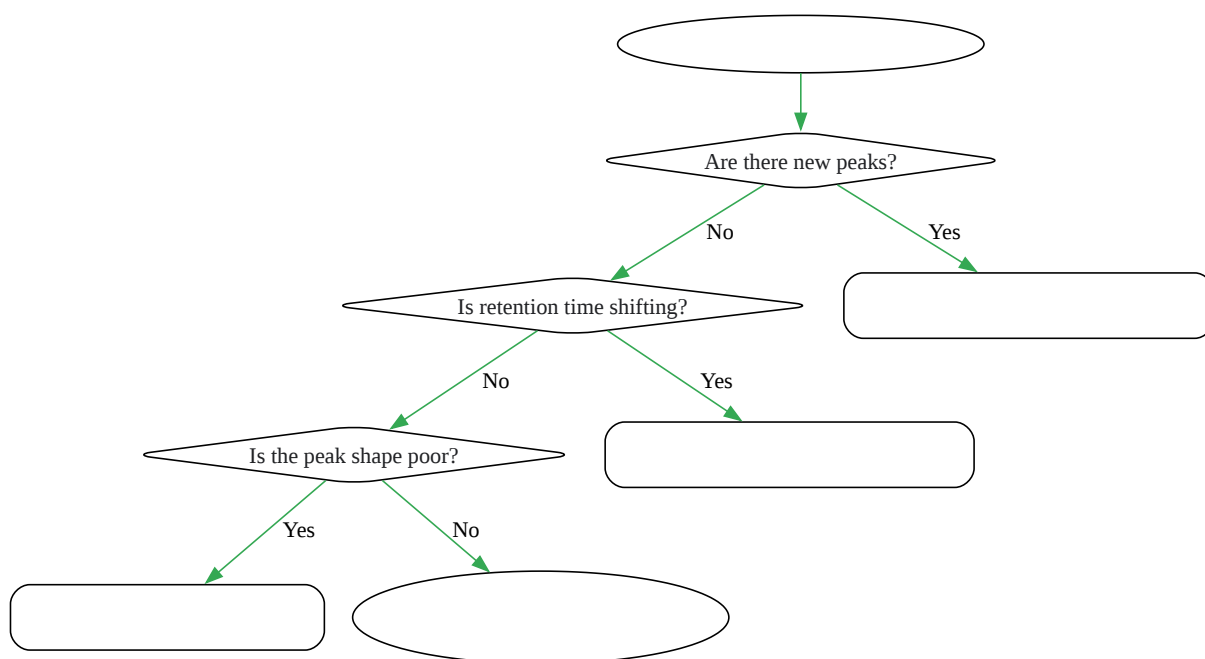 Are there new peaks?
No
Yes
Is retention time shifting?
No
Yes
Is the peak shape poor?
Yes
No